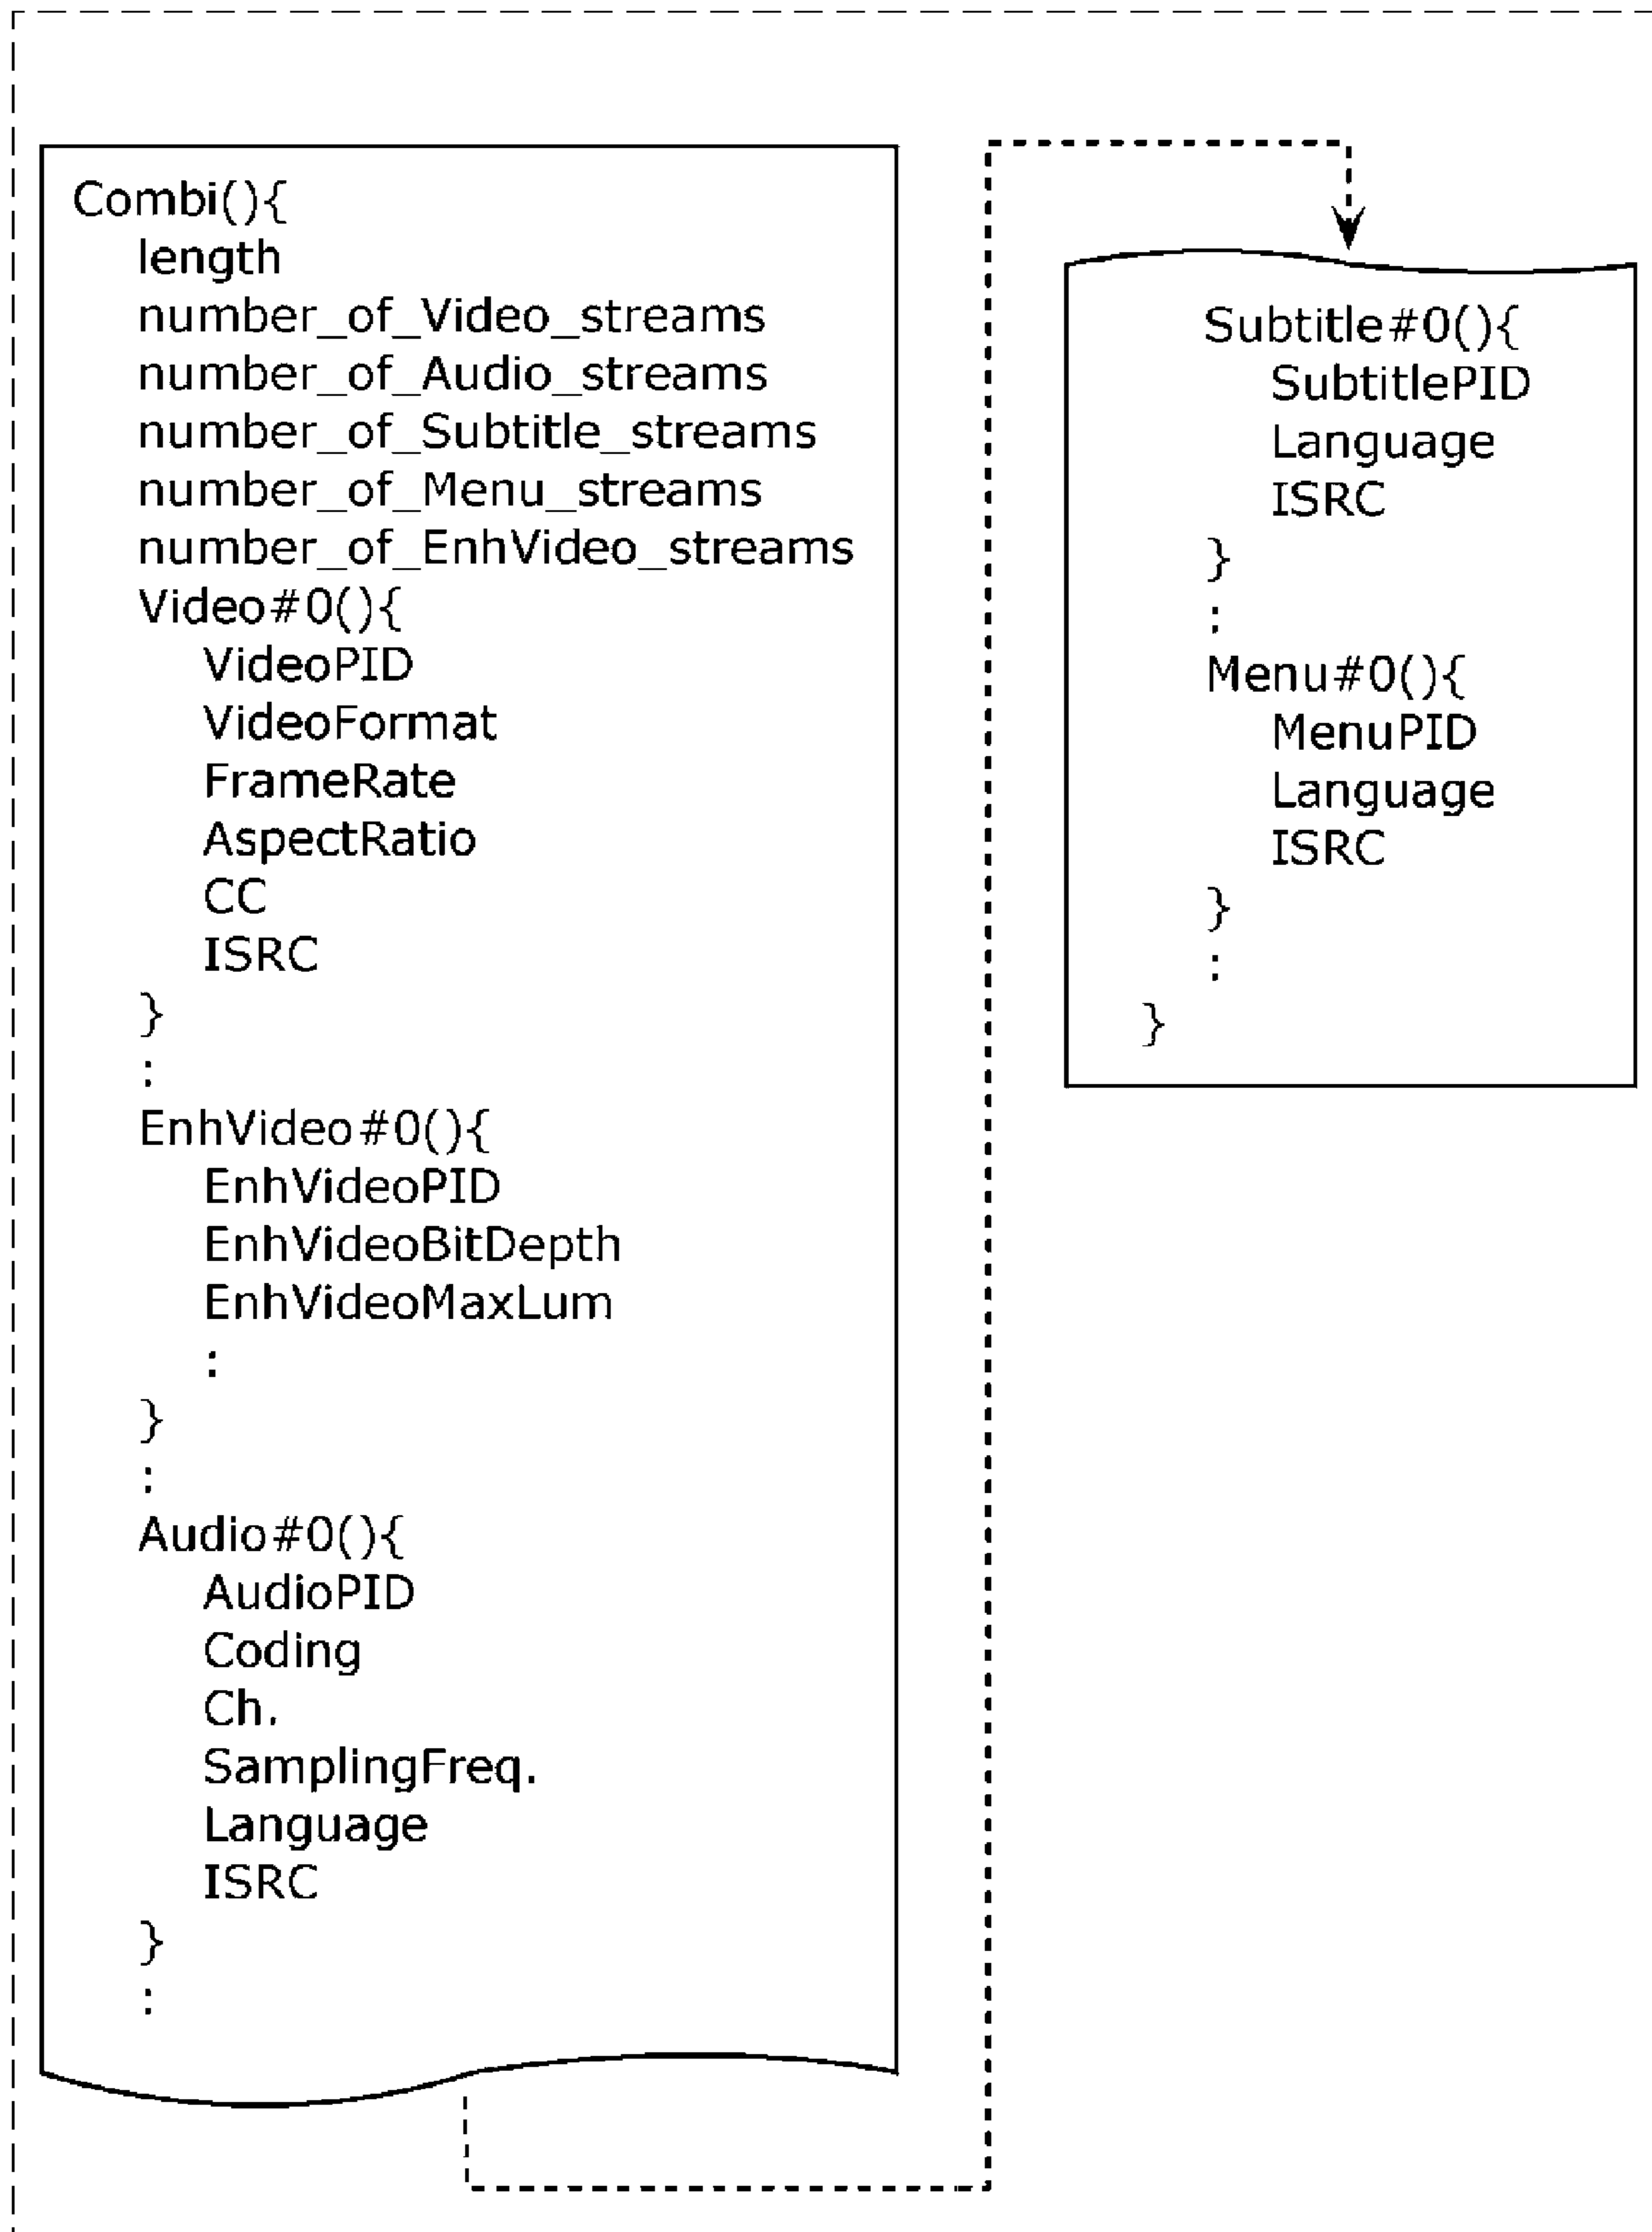 Combi(){
length
number_of_Video_streams
number_of_Audio_streams
number_of_Subtitle_streams
number_of_Menu_streams
number_of_EnhVideo_streams
Video#0(){
VideoPID
VideoFormat
FrameRate
AspectRatio
CC
ISRC
}
:
EnhVideo#0(){
EnhVideoPID
EnhVideoBitDepth
EnhVideoMaxLum
:
}
:
Audio#0(){
AudioPID
Coding
Ch.
SamplingFreq.
Language
ISRC
}
:
Subtitle#0(){
SubtitlePID
Language
ISRC
}
:
Menu#0(){
MenuPID
Language
ISRC
}
:
}